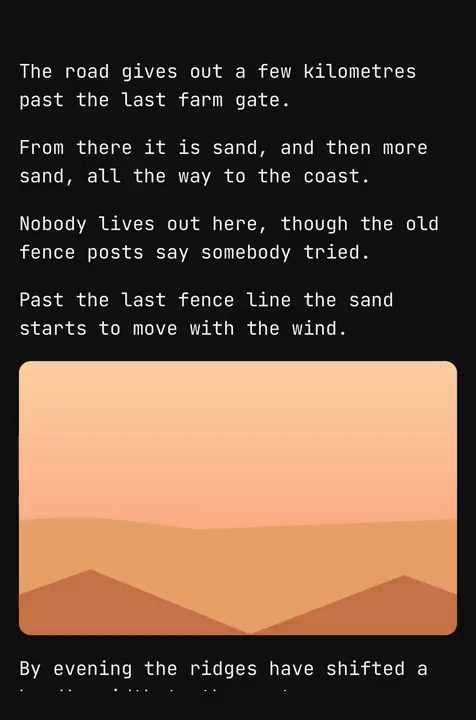 The road gives out a few kilometres
past the last farm gate.
From there it is sand, and then more
sand, all the way to the coast.
Nobody lives out here, though the old
fence posts say somebody tried.
Past the last fence line the sand
starts to move with the wind.
By evening the ridges have shifted a